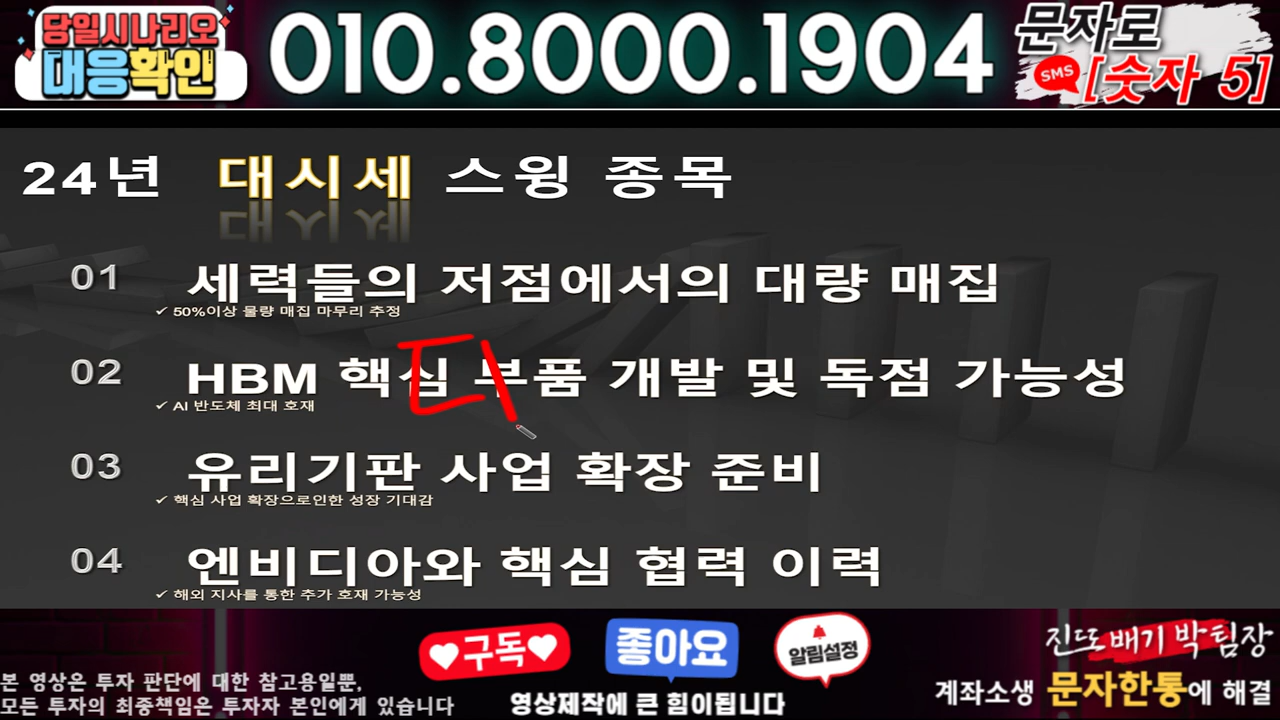 당일시나리오
대응확인
010.8000.1904
문자로
SMS [숫자 5]
24년 대시세 스윙 종목
01 세력들의 저점에서의 대량 매집
✓ 50%이상 물량 매집 마무리 추정
02 HBM 핵심 부품 개발 및 독점 가능성
✓ AI 반도체 최대 호재
03 유리기판 사업 확장 준비
✓ 핵심 사업 확장으로인한 성장 기대감
04 엔비디아와 핵심 협력 이력
✓ 해외 지사를 통한 추가 호재 가능성
구독
좋아요
알림설정
영상제작에 큰 힘이됩니다
본 영상은 투자 판단에 대한 참고용일뿐,
모든 투자의 최종책임은 투자자 본인에게 있습니다
진또배기 박팀장
계좌소생 문자한통에 해결